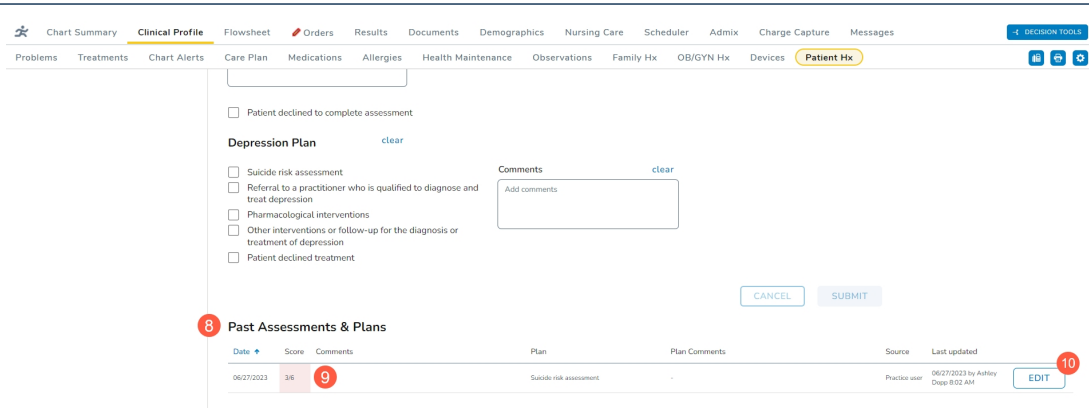 Chart Summary Clinical Profile Flowsheet Orders Results Documents Demographics Nursing Care Scheduler Admix Charge Capture Messages DECISION TOOLS
Problems Treatments Chart Alerts Care Plan Medications Allergies Health Maintenance Observations Family Hx OB/GYN Hx Devices Patient Hx
Patient declined to complete assessment
Depression Plan clear
Suicide risk assessment
Referral to a practitioner who is qualified to diagnose and
treat depression
Pharmacological interventions
Other interventions or follow-up for the diagnosis or
treatment of depression
Patient declined treatment
Comments clear
Add comments
CANCEL SUBMIT
8 Past Assessments & Plans
Date Score Comments Plan Plan Comments Source Last updated
10
06/27/2023 3/6 9 Suicide risk assessment - Practice user 06/27/2023 by Ashley
Dopp 8:02 AM
EDIT